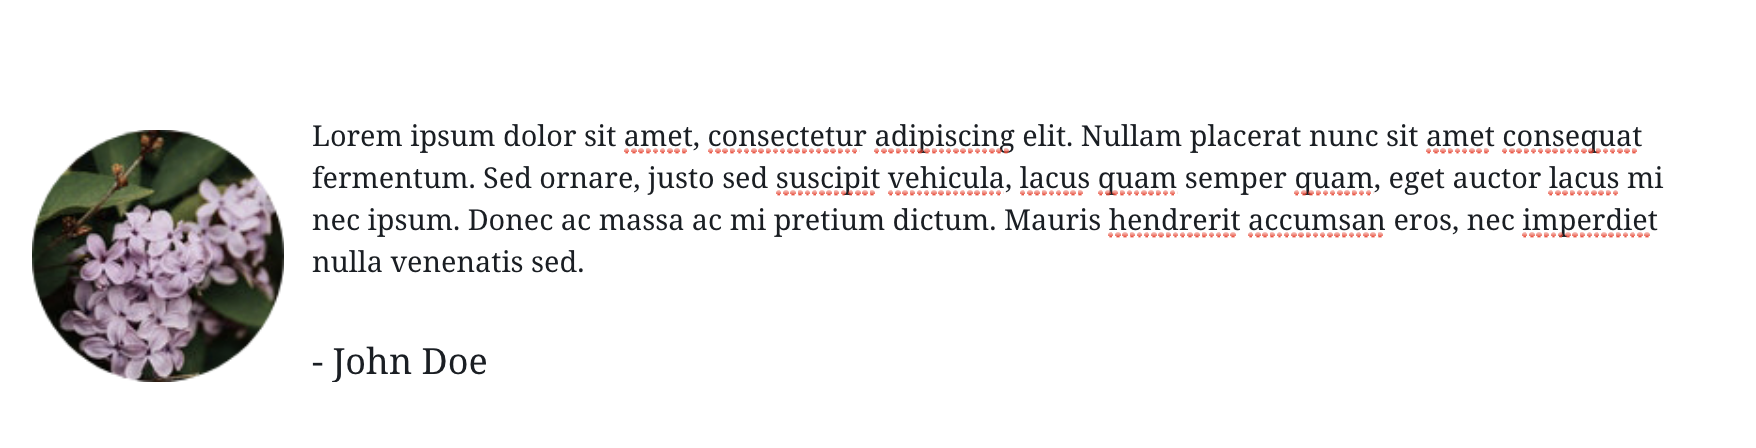 Lorem ipsum dolor sit amet, consectetur adipiscing elit. Nullam placerat nunc sit amet consequat
fermentum. Sed ornare, justo sed suscipit vehicula, lacus quam semper quam, eget auctor lacus mi
nec ipsum. Donec ac massa ac mi pretium dictum. Mauris hendrerit accumsan eros, nec imperdiet
nulla venenatis sed.
- John Doe